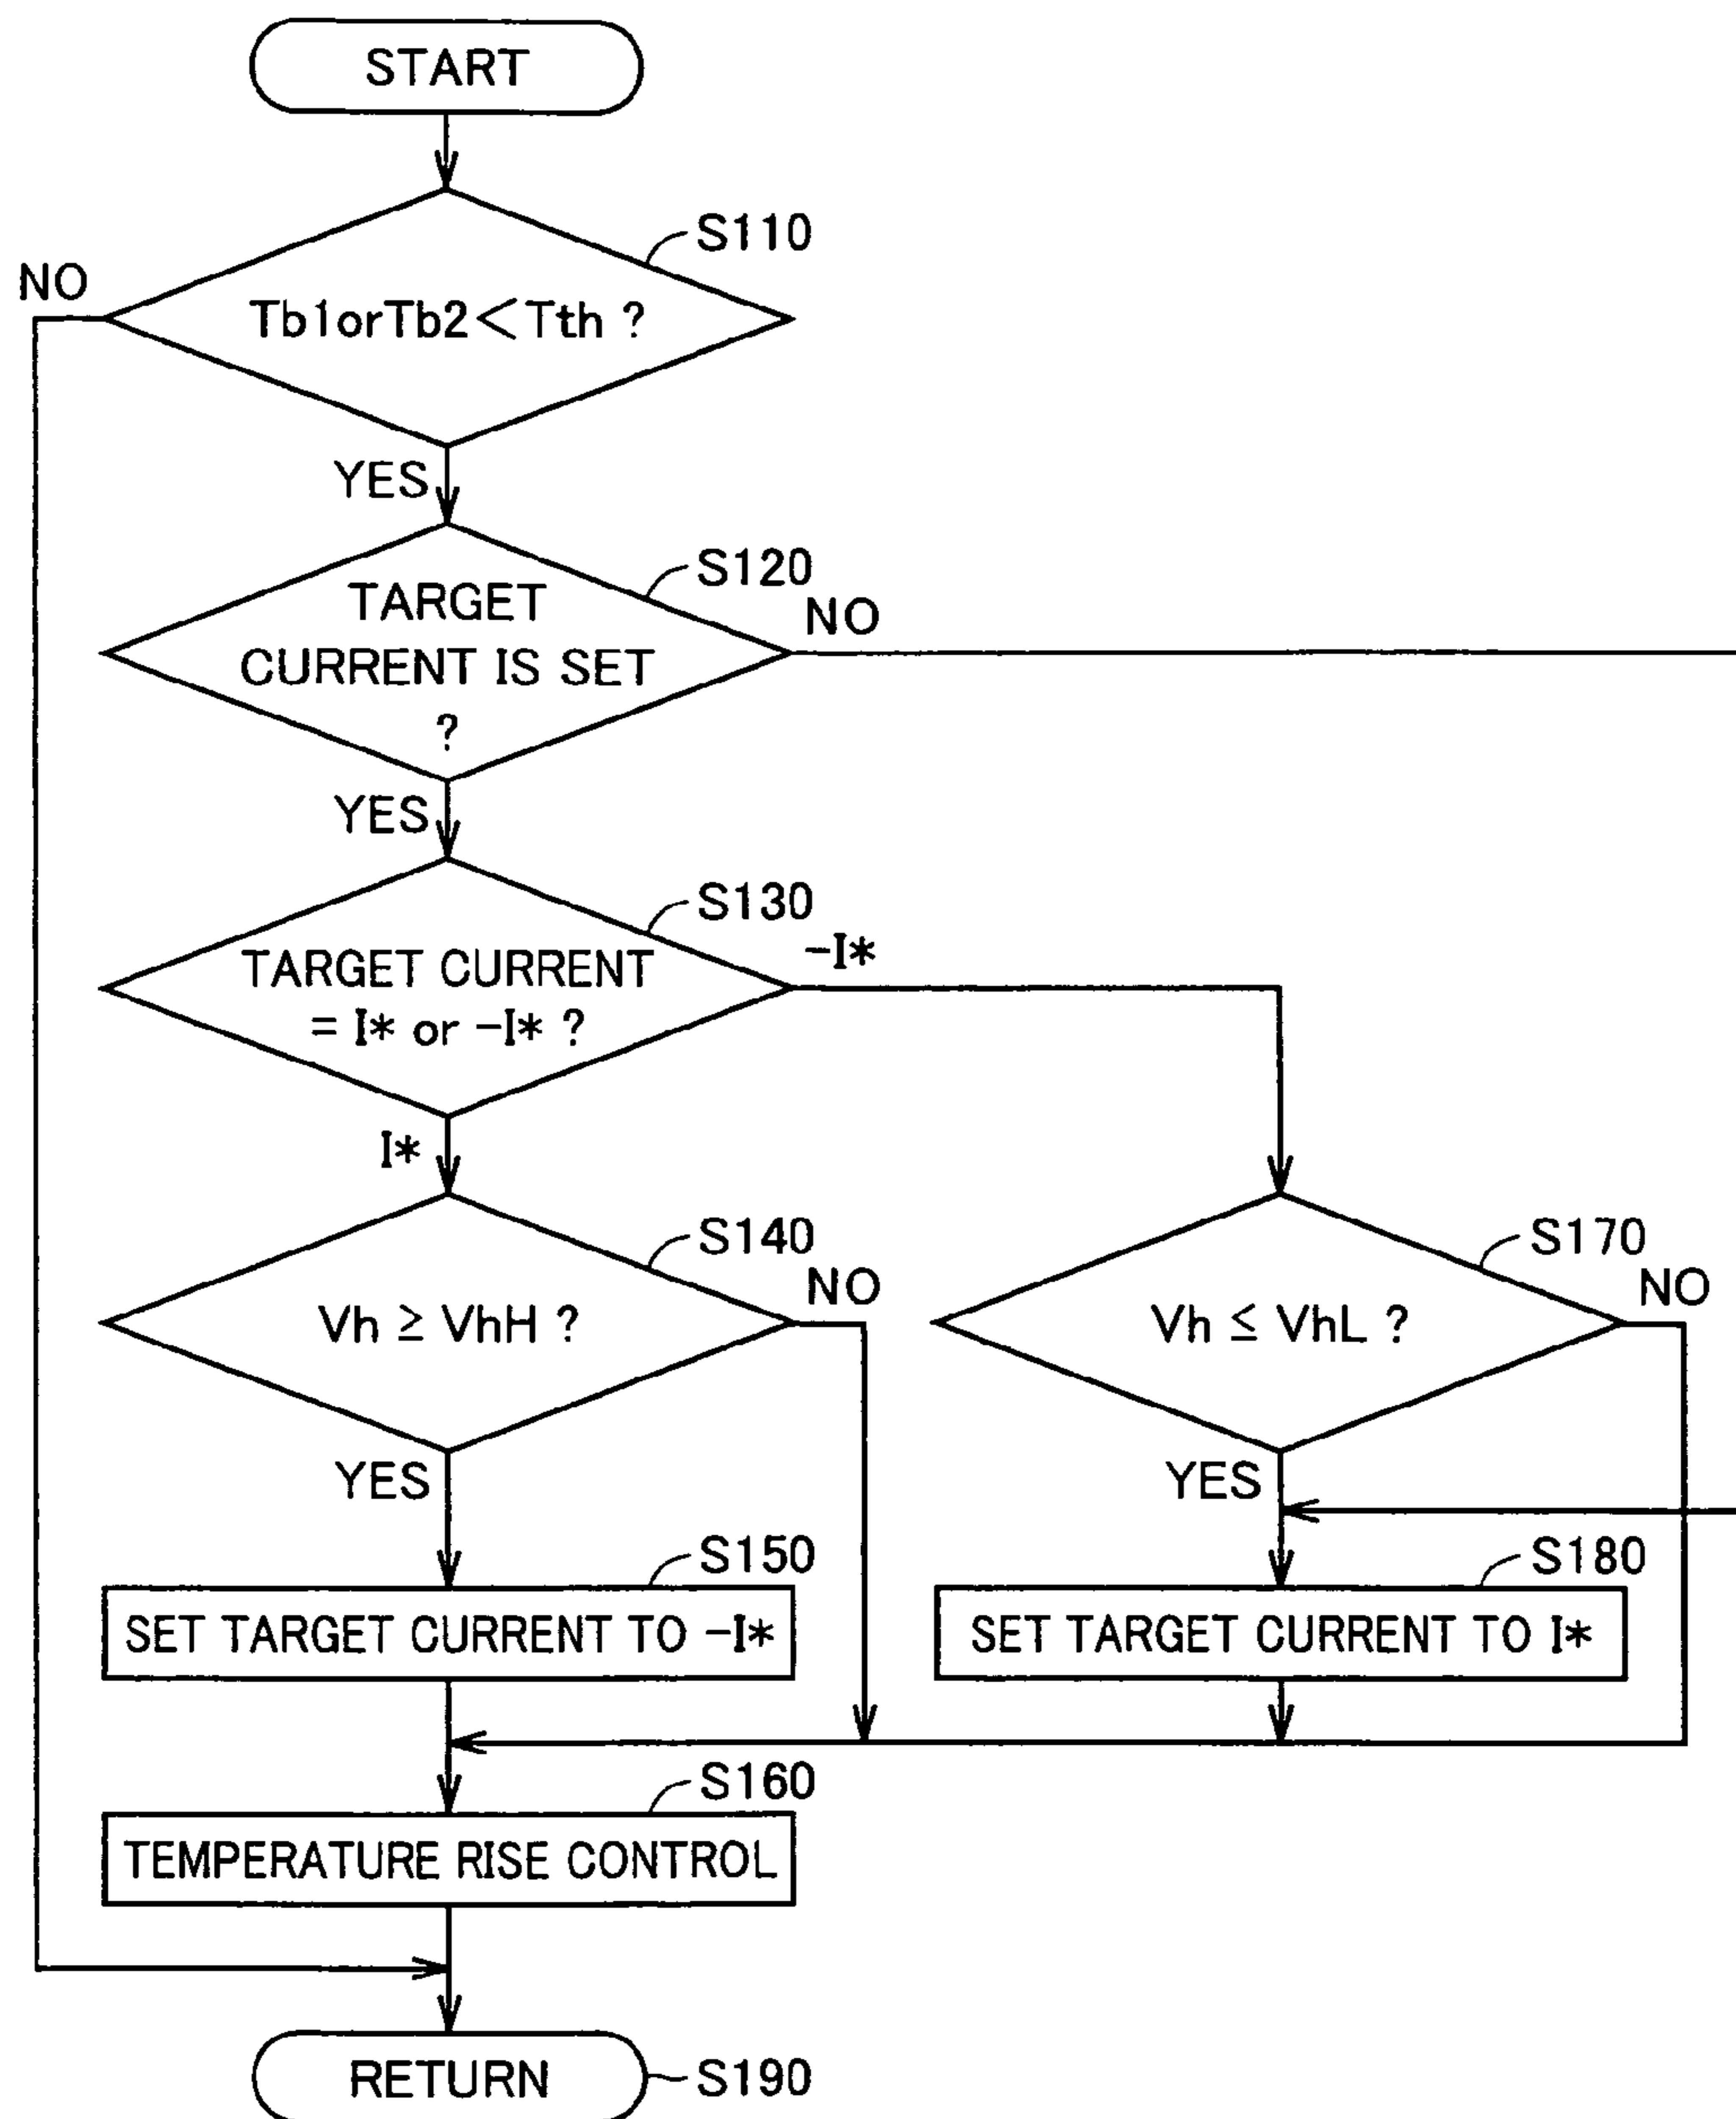 START
S110
NO
Tb1orTb2<Tth ?
YES
S120
NO
TARGET
CURRENT IS SET
?
YES
S130
-I*
TARGET CURRENT
= I* or -I* ?
I*
S140
NO
Vh ≥ VhH ?
YES
S170
NO
Vh ≤ VhL ?
YES
S150
SET TARGET CURRENT TO -I*
S180
SET TARGET CURRENT TO I*
S160
TEMPERATURE RISE CONTROL
RETURN
S190